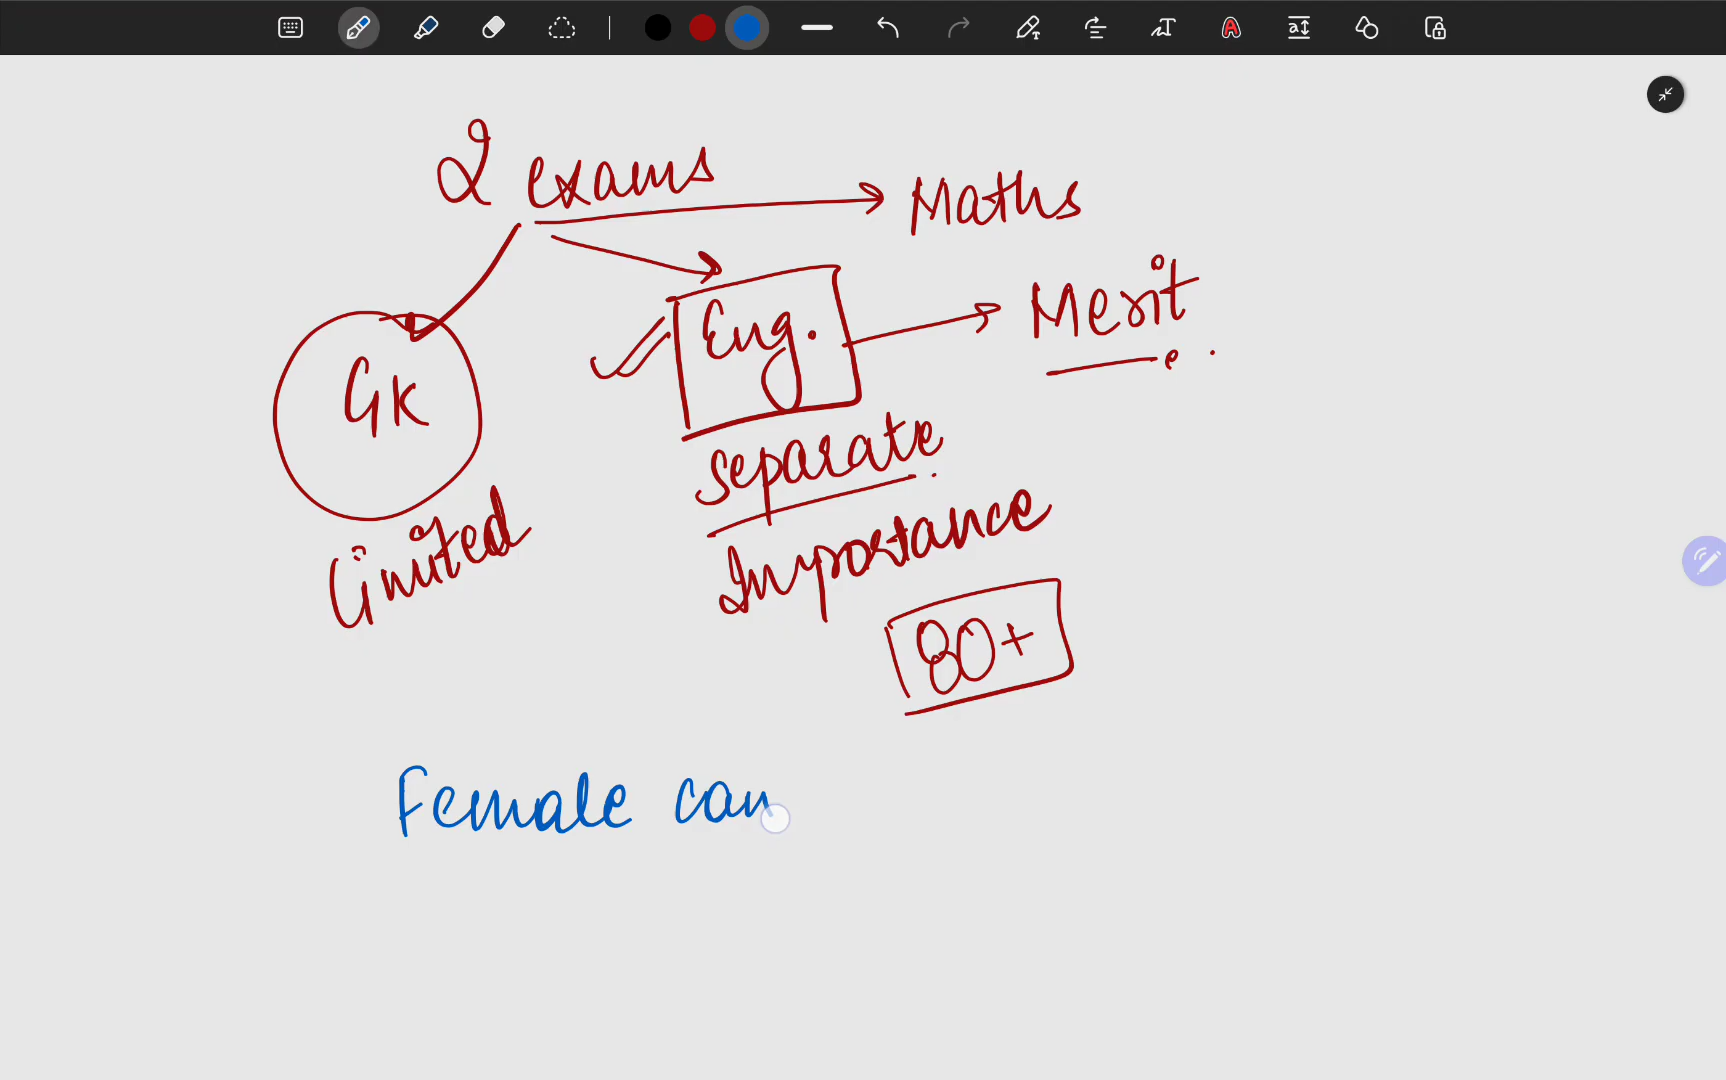 2 exams
Maths
Eng.
Merit
GK
separate
Limited
Importance
80+
Female can